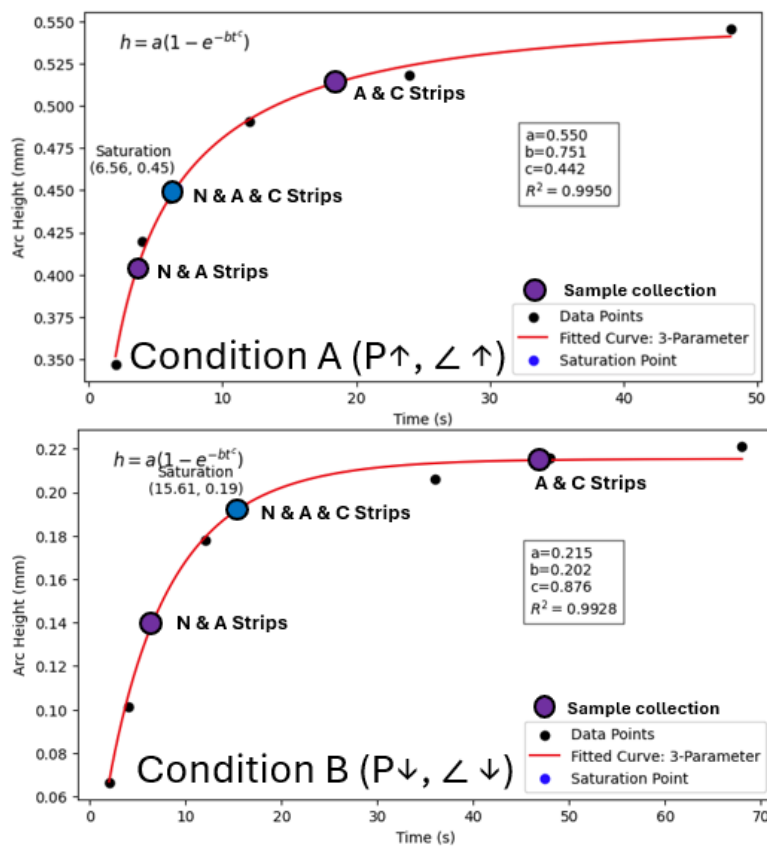 h = a(1 − e^{-bt^c})
0.550
0.525
0.500
0.475
0.450
0.425
0.400
0.375
0.350
Arc Height (mm)
A & C Strips
Saturation
(6.56, 0.45)
N & A & C Strips
N & A Strips
a=0.550
b=0.751
c=0.442
R² = 0.9950
Sample collection
Data Points
Fitted Curve: 3-Parameter
Saturation Point
Condition A (P↑, ∠ ↑)
0 10 20 30 40 50
Time (s)
h = a(1 − e^{-bt^c})
Saturation
(15.61, 0.19)
0.22
0.20
0.18
0.16
0.14
0.12
0.10
0.08
0.06
Arc Height (mm)
A & C Strips
N & A & C Strips
N & A Strips
a=0.215
b=0.202
c=0.876
R² = 0.9928
Sample collection
Data Points
Fitted Curve: 3-Parameter
Saturation Point
Condition B (P↓, ∠ ↓)
0 10 20 30 40 50 60 70
Time (s)